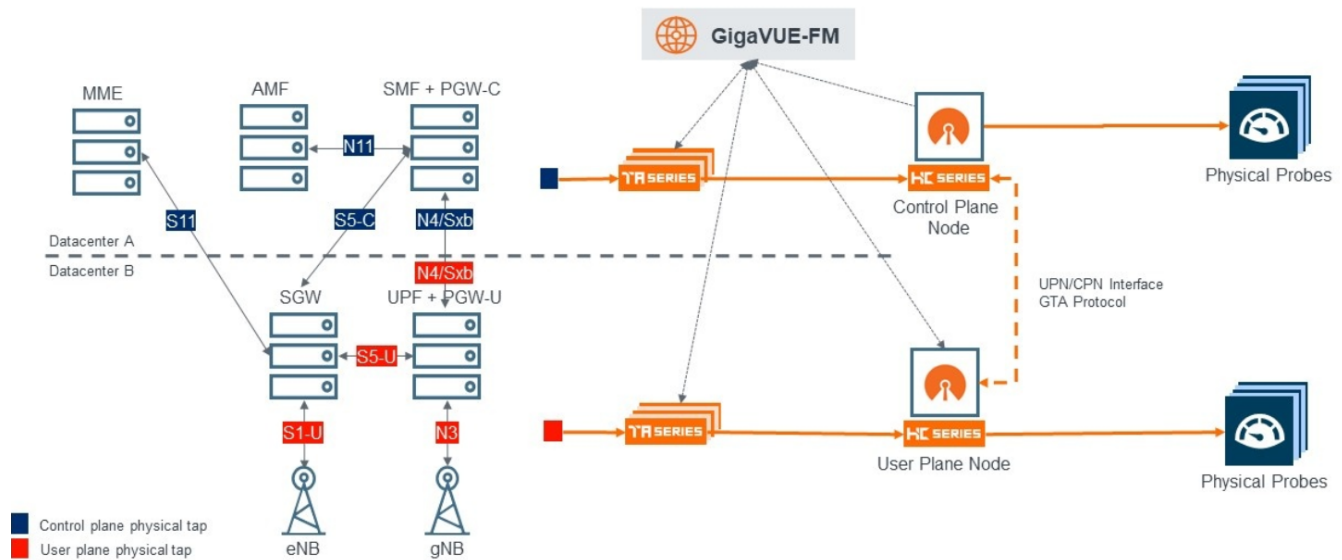 GigaVUE-FM
MME
AMF
SMF + PGW-C
N11
S11
S5-C
N4/Sxb
Datacenter A
Datacenter B
N4/Sxb
SGW
UPF + PGW-U
S5-U
S1-U
N3
eNB
gNB
Control plane physical tap
User plane physical tap
TA SERIES
HC SERIES
Control Plane
Node
Physical Probes
UPN/CPN Interface
GTA Protocol
TA SERIES
HC SERIES
User Plane Node
Physical Probes